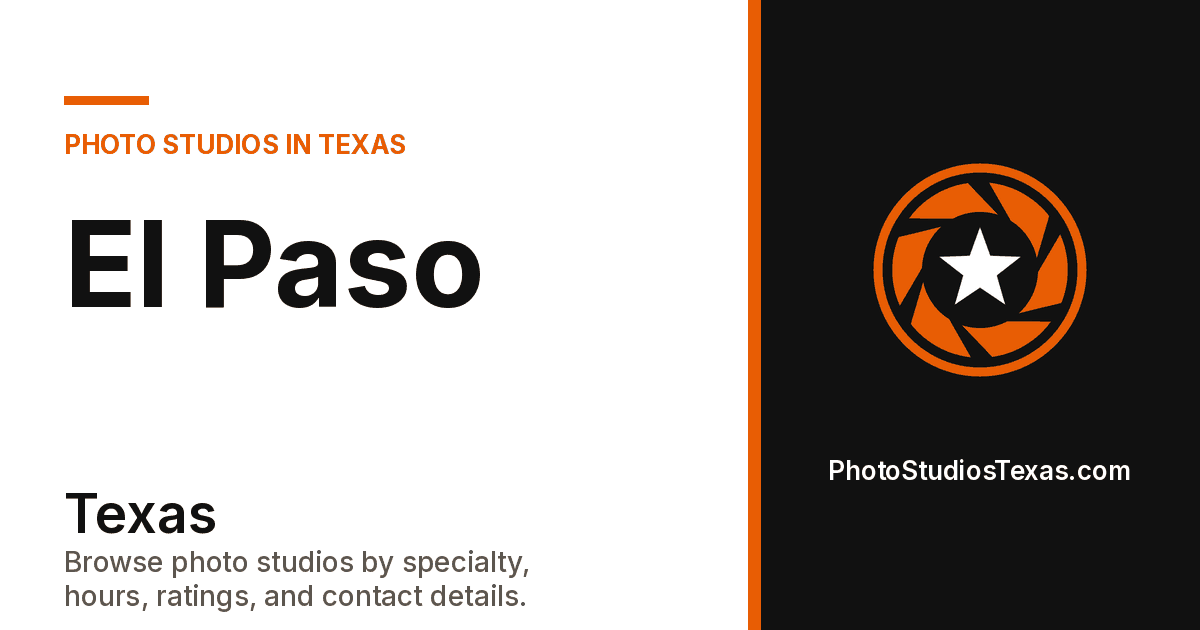 PHOTO STUDIOS IN TEXAS
El Paso
Texas
Browse photo studios by specialty,
hours, ratings, and contact details.
PhotoStudiosTexas.com